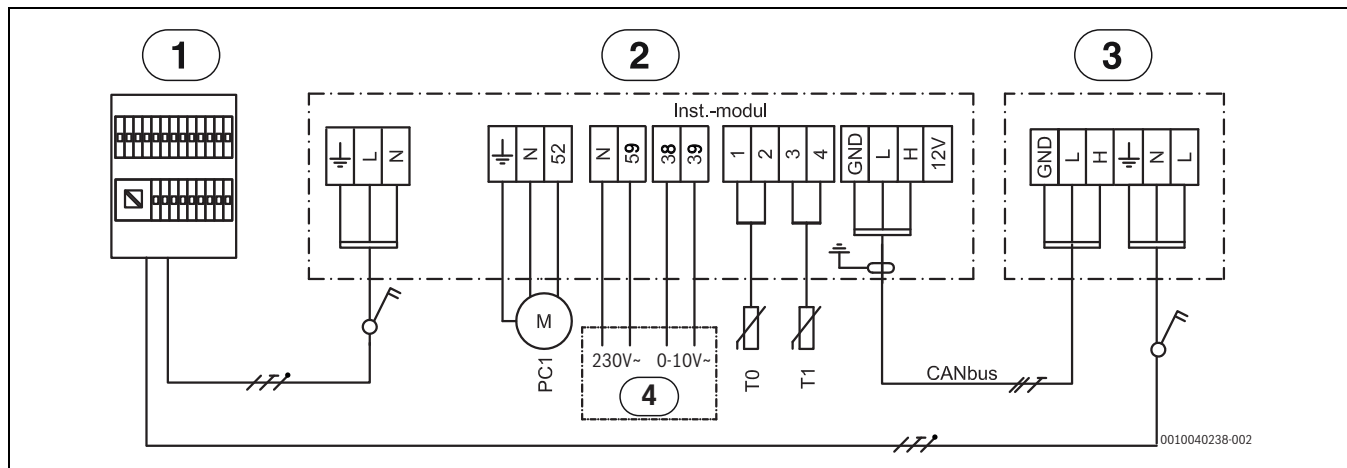 1
2
3
Inst.-modul
L
N
N
52
N
59
38
39
1
2
3
4
GND
L
H
12V
GND
L
H
N
L
M
PC1
230V~
0-10V~
4
T0
T1
CANbus
0010040238-002